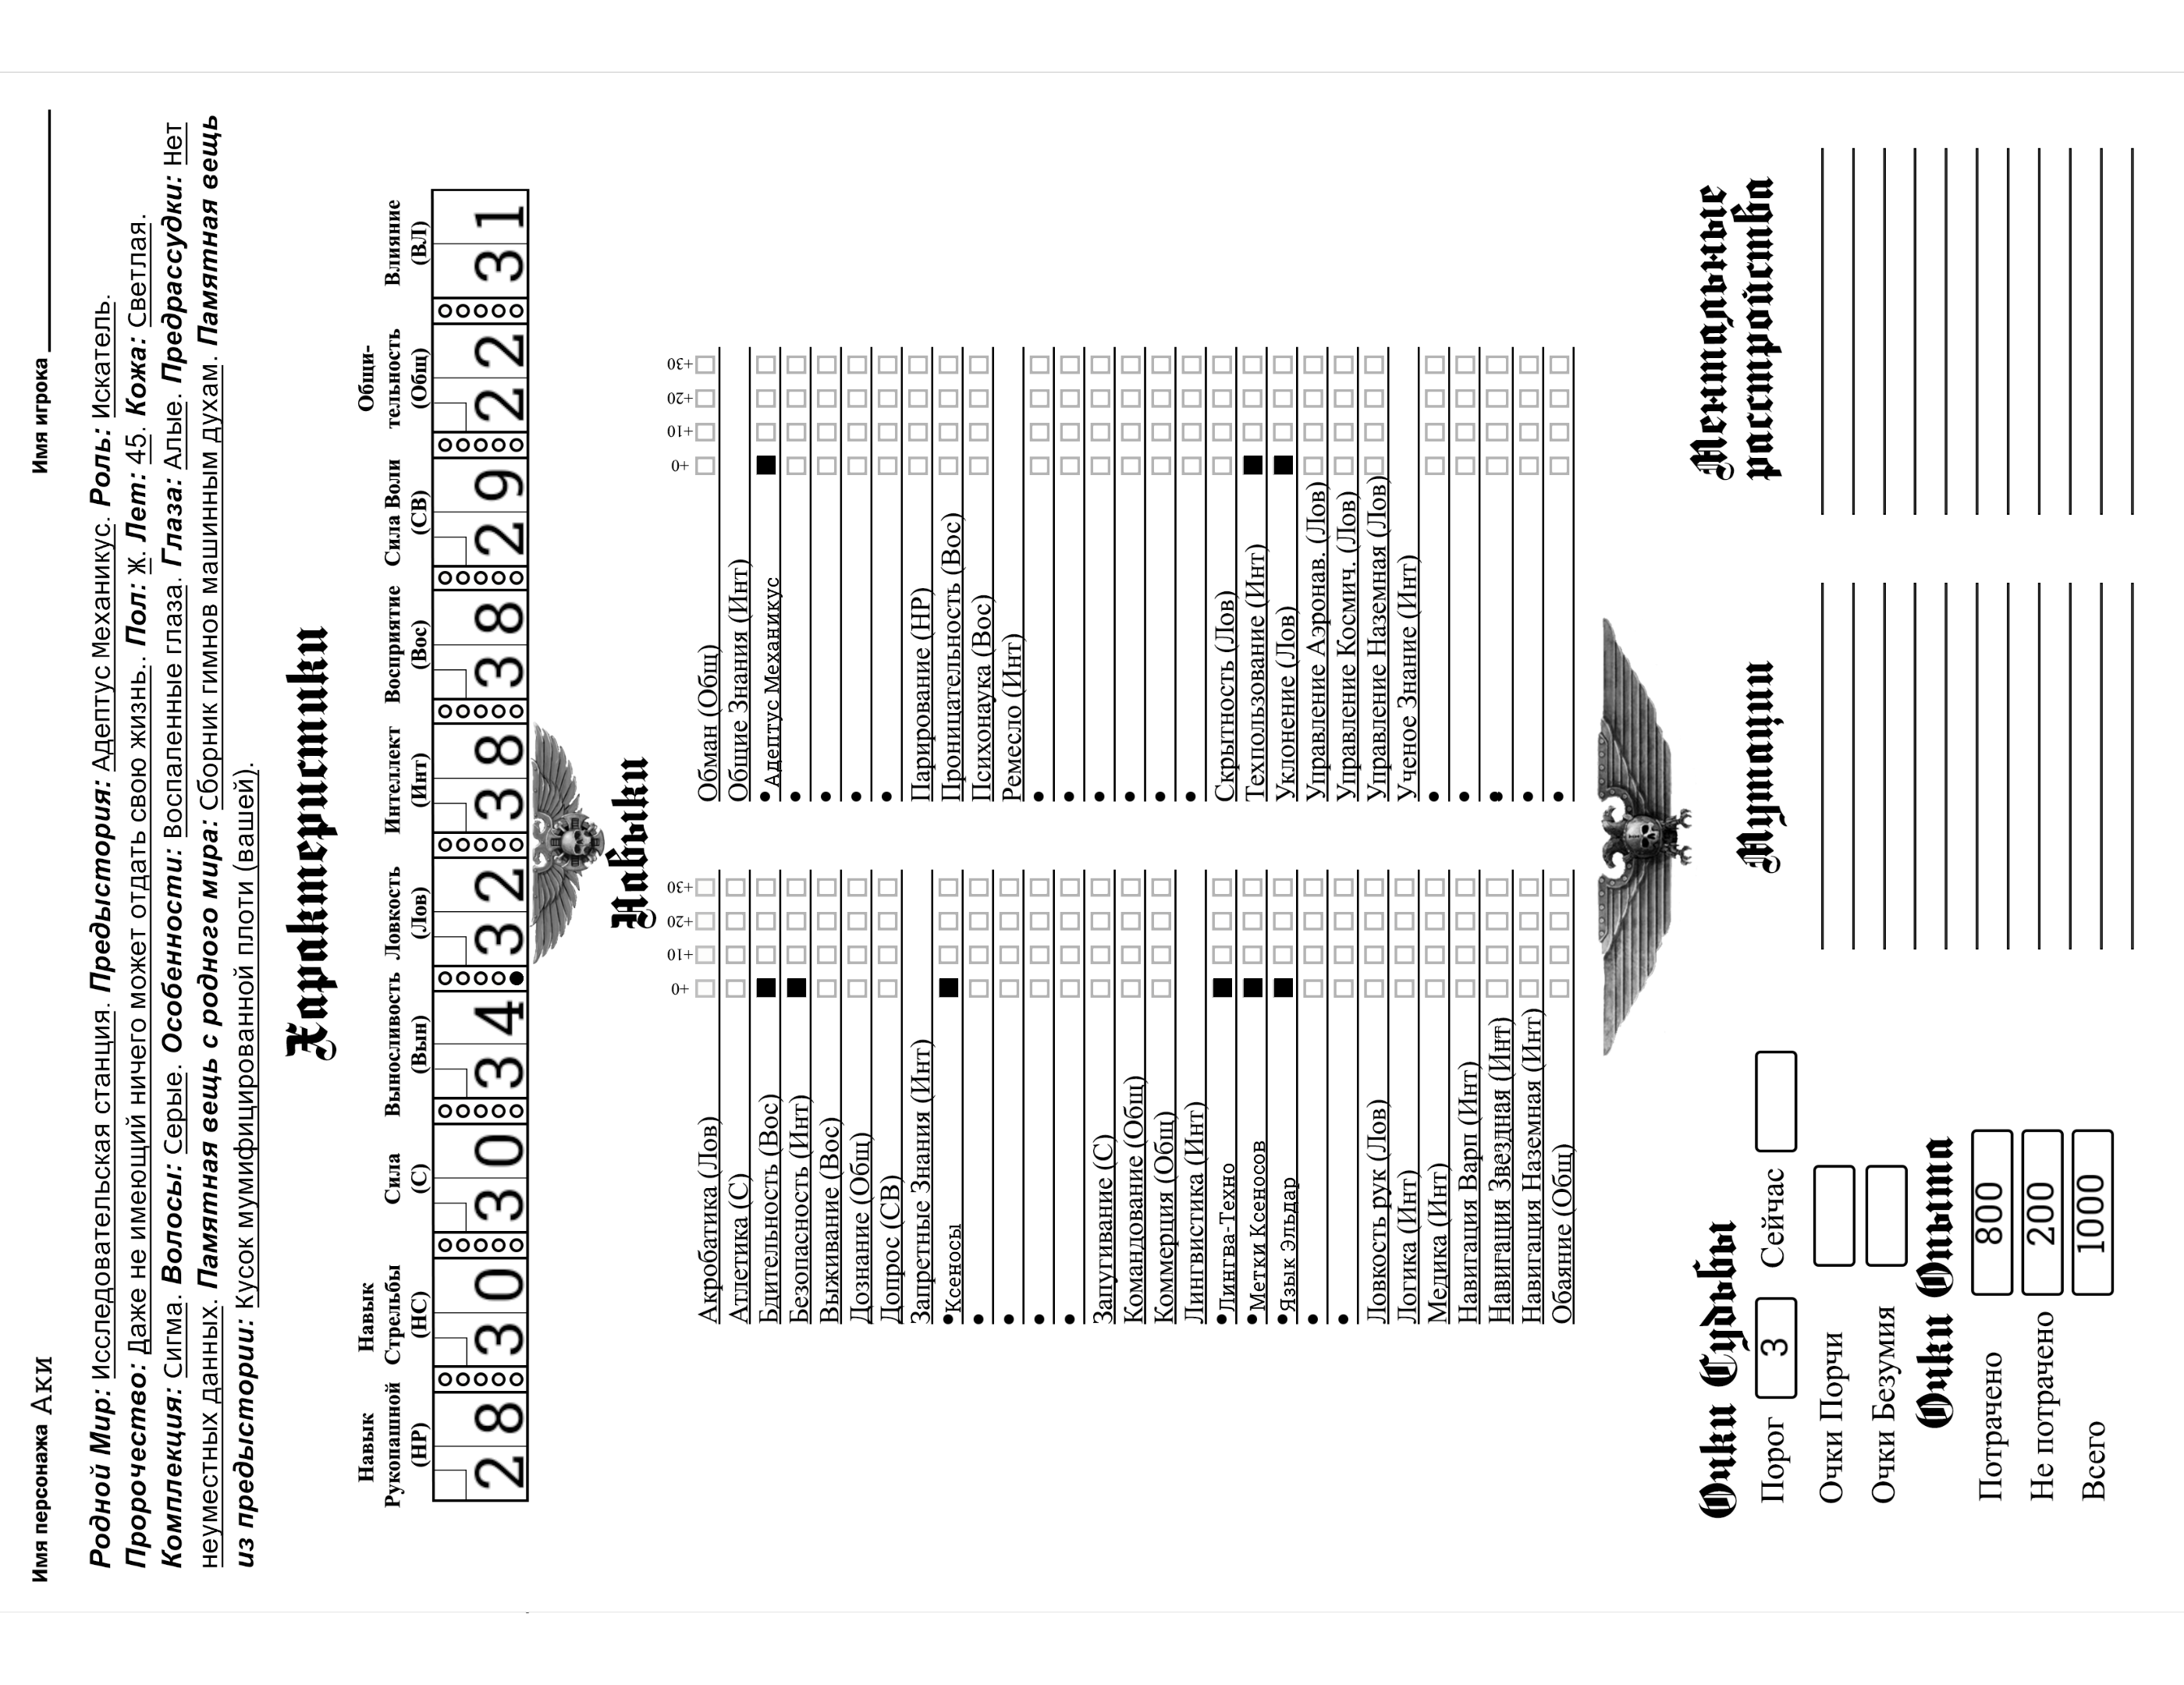 Имя персонажа Аки
Имя игрока
Родной Мир: Исследовательская станция. Предыстория: Адептус Механикус. Роль: Искатель.
Пророчество: Даже не имеющий ничего может отдать свою жизнь.. Пол: Ж. Лет: 45. Кожа: Светлая.
Комплекция: Сигма. Волосы: Серые. Особенности: Воспаленные глаза. Глаза: Алые. Предрассудки: Нет
неуместных данных. Памятная вещь с родного мира: Сборник гимнов машинным духам. Памятная вещь
из предыстории: Кусок мумифицированной плоти (вашей).
Характеристики
Навык Рукопашной (НР)
28
Навык Стрельбы (НС)
30
Сила (С)
30
Выносливость (Вын)
34
Ловкость (Лов)
32
Интеллект (Инт)
38
Восприятие (Вос)
38
Сила Воли (СВ)
29
Общи-
тельность (Общ)
22
Влияние (ВЛ)
31
Навыки
+0 +10 +20 +30
Акробатика (Лов)
Атлетика (С)
Бдительность (Вос)
Безопасность (Инт)
Выживание (Вос)
Дознание (Общ)
Допрос (СВ)
Запретные Знания (Инт)
•Ксеносы
•
•
•
•
Запугивание (С)
Командование (Общ)
Коммерция (Общ)
Лингвистика (Инт)
•Лингва-Техно
• Метки Ксеносов
• Язык Эльдар
•
•
Ловкость рук (Лов)
Логика (Инт)
Медика (Инт)
Навигация Варп (Инт)
Навигация Звездная (Инт)
Навигация Наземная (Инт)
Обаяние (Общ)
+0 +10 +20 +30
Обман (Общ)
Общие Знания (Инт)
• Адептус Механикус
•
•
•
•
Парирование (НР)
Проницательность (Вос)
Психонаука (Вос)
Ремесло (Инт)
•
•
•
•
•
•
Скрытность (Лов)
Техпользование (Инт)
Уклонение (Лов)
Управление Аэронав. (Лов)
Управление Космич. (Лов)
Управление Наземная (Лов)
Ученое Знание (Инт)
•
•
•
•
•
Очки Судьбы
Порог 3 Сейчас
Очки Порчи
Очки Безумия
Очки Опыта
Потрачено 800
Не потрачено 200
Всего 1000
Мутации
Ментальные
расстройства